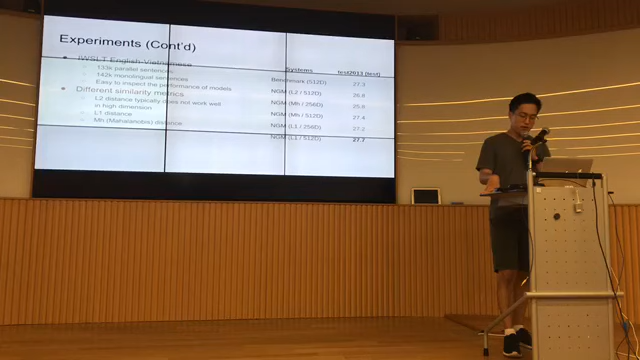 Experiments (Cont'd)
IWSLT English-Vietnamese
133k parallel sentences
142k monolingual sentences
Easy to inspect the performance of models
Different similarity metrics
L2 distance typically does not work well
in high dimension
L1 distance
Mh (Mahalanobis) distance
Systems test2013 [test]
Benchmark (512D) 27.3
NGM (L2 / 512D) 26.8
NGM (Mh / 256D) 25.9
NGM (Mh / 512D) 27.4
NGM (L1 / 256D) 27.2
NGM (L1 / 512D) 27.7